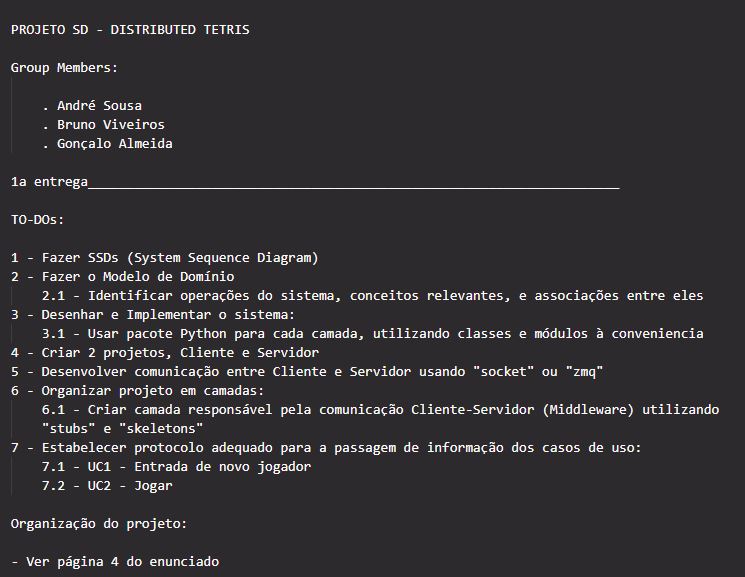 PROJETO SD - DISTRIBUTED TETRIS
Group Members:
. André Sousa
. Bruno Viveiros
. Gonçalo Almeida
1a entrega____________________________________________________________________
TO-DOs:
1 - Fazer SSDs (System Sequence Diagram)
2 - Fazer o Modelo de Domínio
2.1 - Identificar operações do sistema, conceitos relevantes, e associações entre eles
3 - Desenhar e Implementar o sistema:
3.1 - Usar pacote Python para cada camada, utilizando classes e módulos à conveniencia
4 - Criar 2 projetos, Cliente e Servidor
5 - Desenvolver comunicação entre Cliente e Servidor usando "socket" ou "zmq"
6 - Organizar projeto em camadas:
6.1 - Criar camada responsável pela comunicação Cliente-Servidor (Middleware) utilizando
"stubs" e "skeletons"
7 - Estabelecer protocolo adequado para a passagem de informação dos casos de uso:
7.1 - UC1 - Entrada de novo jogador
7.2 - UC2 - Jogar
Organização do projeto:
- Ver página 4 do enunciado